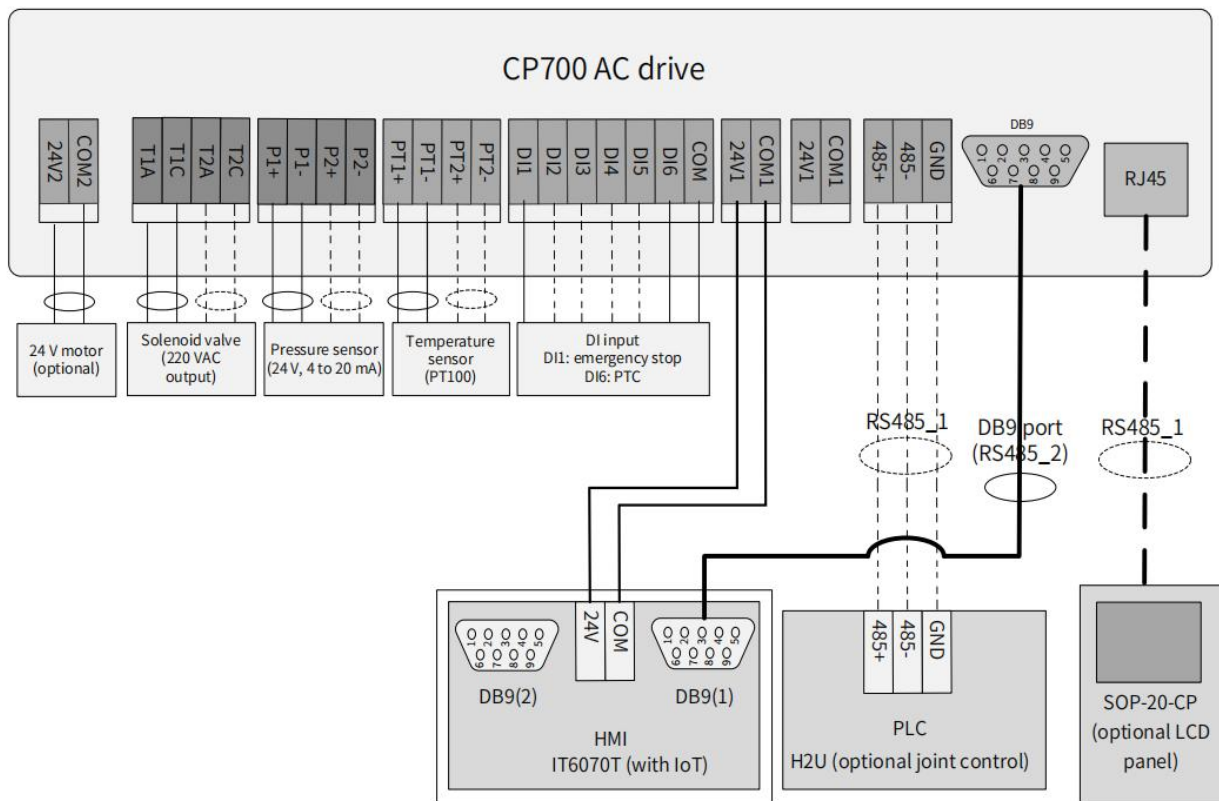 CP700 AC drive
DB9
24V2 COM2
T1A T1C T2A T2C
P1+ P1- P2+ P2-
PT1+ PT1- PT2+ PT2-
DI1 DI2 DI3 DI4 DI5 DI6 COM
24V1 COM1
24V1 COM1
485+ 485- GND
1 2 3 4 5
6 7 8 9
RJ45
24 V motor
(optional)
Solenoid valve
(220 VAC
output)
Pressure sensor
(24 V, 4 to 20 mA)
Temperature
sensor
(PT100)
DI input
DI1: emergency stop
DI6: PTC
RS485_1
DB9 port
(RS485_2)
RS485_1
1 2 3 4 5
6 7 8 9
DB9(2)
24V COM
1 2 3 4 5
6 7 8 9
DB9(1)
HMI
IT6070T (with IoT)
485+ 485- GND
PLC
H2U (optional joint control)
SOP-20-CP
(optional LCD
panel)